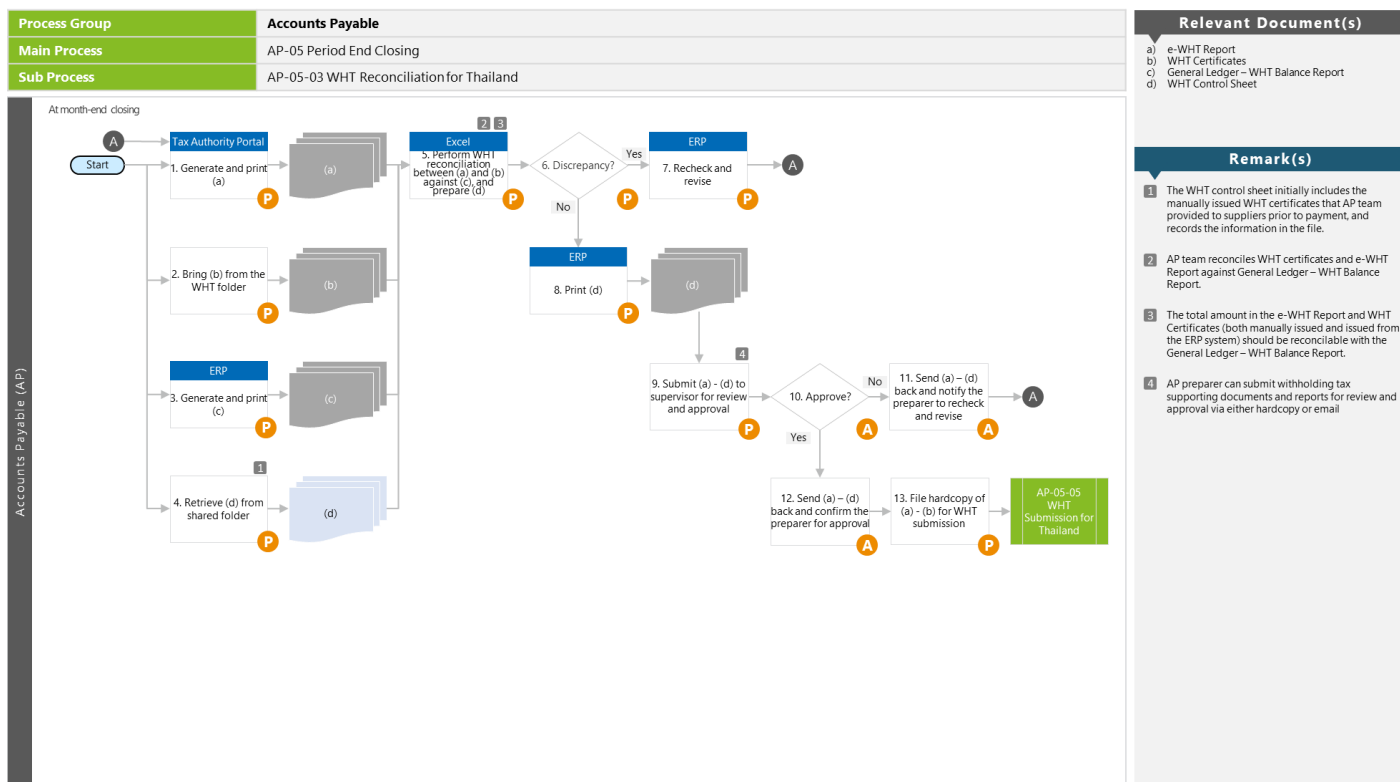 Process Group
Accounts Payable
Main Process
AP-05 Period End Closing
Sub Process
AP-05-03 WHT Reconciliation for Thailand
Accounts Payable (AP)
At month-end closing
A
Start
Tax Authority Portal
1. Generate and print
(a)
P
(a)
2. Bring (b) from the
WHT folder
P
(b)
ERP
3. Generate and print
(c)
P
(c)
1
4. Retrieve (d) from
shared folder
P
(d)
2 3
Excel
5. Perform WHT
reconciliation
between (a) and (b)
against (c), and
prepare (d)
P
6. Discrepancy?
P
Yes
No
ERP
7. Recheck and
revise
P
A
ERP
8. Print (d)
P
(d)
4
9. Submit (a) - (d) to
supervisor for review
and approval
P
10. Approve?
A
No
Yes
11. Send (a) – (d)
back and notify the
preparer to recheck
and revise
A
A
12. Send (a) – (d)
back and confirm the
preparer for approval
A
13. File hardcopy of
(a) - (b) for WHT
submission
P
AP-05-05
WHT
Submission for
Thailand
Relevant Document(s)
a) e-WHT Report
b) WHT Certificates
c) General Ledger – WHT Balance Report
d) WHT Control Sheet
Remark(s)
1 The WHT control sheet initially includes the
manually issued WHT certificates that AP team
provided to suppliers prior to payment, and
records the information in the file.
2 AP team reconciles WHT certificates and e-WHT
Report against General Ledger – WHT Balance
Report.
3 The total amount in the e-WHT Report and WHT
Certificates (both manually issued and issued from
the ERP system) should be reconcilable with the
General Ledger – WHT Balance Report.
4 AP preparer can submit withholding tax
supporting documents and reports for review and
approval via either hardcopy or email